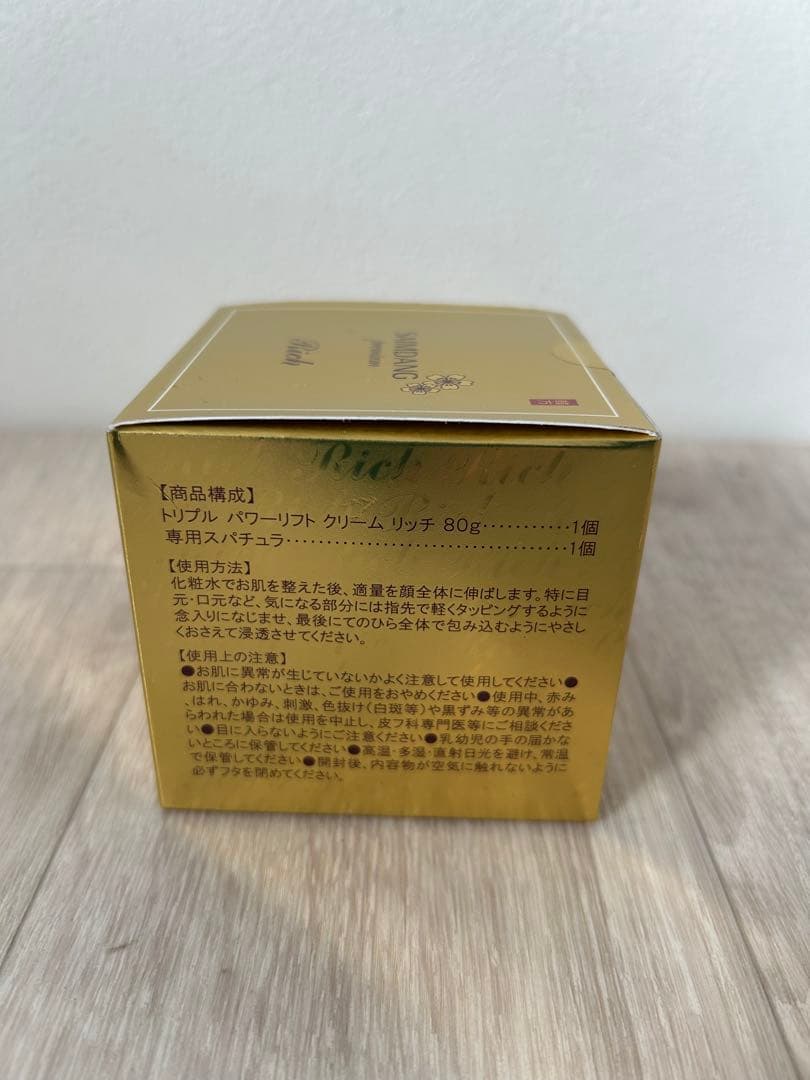 SAIMDANG
premium
Rich
Rich Rich
【商品構成】
トリプル パワーリフト クリーム リッチ 80g‥‥‥‥‥‥1個
専用スパチュラ‥‥‥‥‥‥‥‥‥‥‥‥‥‥‥‥‥‥1個
【使用方法】
化粧水でお肌を整えた後、適量を顔全体に伸ばします。特に目
元・口元など、気になる部分には指先で軽くタッピングするように
念入りになじませ、最後にてのひら全体で包み込むようにやさし
くおさえて浸透させてください。
【使用上の注意】
●お肌に異常が生じていないかよく注意して使用してください●
お肌に合わないときは、ご使用をおやめください●使用中、赤み
、はれ、かゆみ、刺激、色抜け(白斑等)や黒ずみ等の異常があ
らわれた場合は使用を中止し、皮フ科専門医等にご相談くださ
い●目に入らないようにご注意ください●乳幼児の手の届かな
いところに保管してください●高温・多湿・直射日光を避け、常温
で保管してください●開封後、内容物が空気に触れないように
必ずフタを閉めてください。